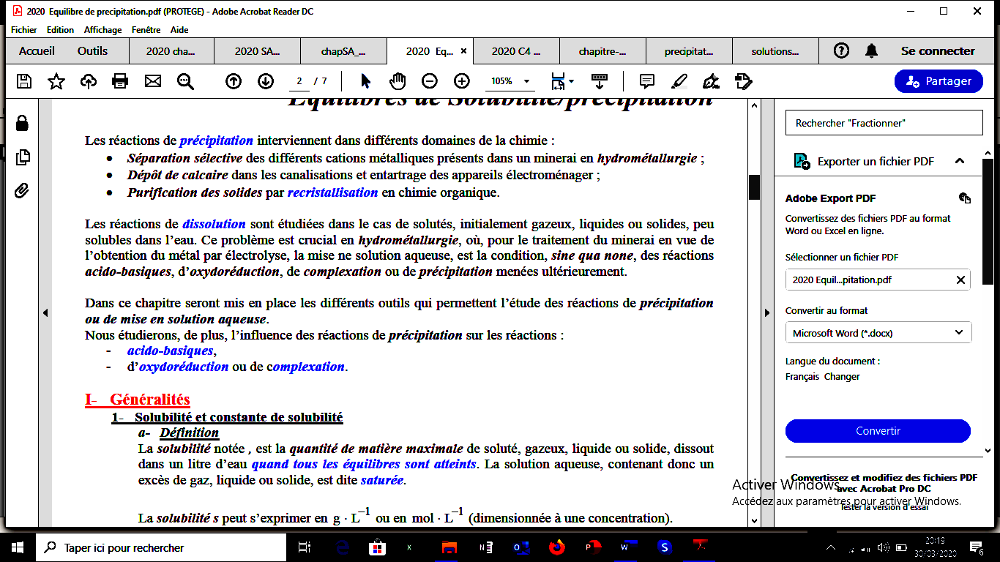 2020 Equilibre de precipitation.pdf (PROTEGE) - Adobe Acrobat Reader DC
Fichier Edition Affichage Fenêtre Aide
Accueil Outils 2020 cha... 2020 SA... chapSA_... 2020 Eq... × 2020 C4 ... chapitre-... precipitat... solutions... Se connecter
2 / 7 105% Partager
Equilibres de Solubilité/précipitation
Les réactions de précipitation interviennent dans différents domaines de la chimie :
• Séparation sélective des différents cations métalliques présents dans un minerai en hydrométallurgie ;
• Dépôt de calcaire dans les canalisations et entartrage des appareils électroménager ;
• Purification des solides par recristallisation en chimie organique.
Les réactions de dissolution sont étudiées dans le cas de solutés, initialement gazeux, liquides ou solides, peu
solubles dans l'eau. Ce problème est crucial en hydrométallurgie, où, pour le traitement du minerai en vue de
l'obtention du métal par électrolyse, la mise ne solution aqueuse, est la condition, sine qua none, des réactions
acido-basiques, d'oxydoréduction, de complexation ou de précipitation menées ultérieurement.
Dans ce chapitre seront mis en place les différents outils qui permettent l'étude des réactions de précipitation
ou de mise en solution aqueuse.
Nous étudierons, de plus, l'influence des réactions de précipitation sur les réactions :
- acido-basiques,
- d'oxydoréduction ou de complexation.
I- Généralités
1- Solubilité et constante de solubilité
a- Définition
La solubilité notée , est la quantité de matière maximale de soluté, gazeux, liquide ou solide, dissout
dans un litre d'eau quand tous les équilibres sont atteints. La solution aqueuse, contenant donc un
excès de gaz, liquide ou solide, est dite saturée.
La solubilité s peut s'exprimer en g · L⁻¹ ou en mol · L⁻¹ (dimensionnée à une concentration).
Rechercher "Fractionner"
Exporter un fichier PDF
Adobe Export PDF
Convertissez des fichiers PDF au format
Word ou Excel en ligne.
Sélectionner un fichier PDF
2020 Equil...pitation.pdf
Convertir au format
Microsoft Word (*.docx)
Langue du document :
Français Changer
Convertir
Convertissez et modifiez des fichiers PDF
avec Acrobat Pro DC
Tester la version d'essai
Activer Windows
Accédez aux paramètres pour activer Windows.
Taper ici pour rechercher
20:19
30/03/2020
6